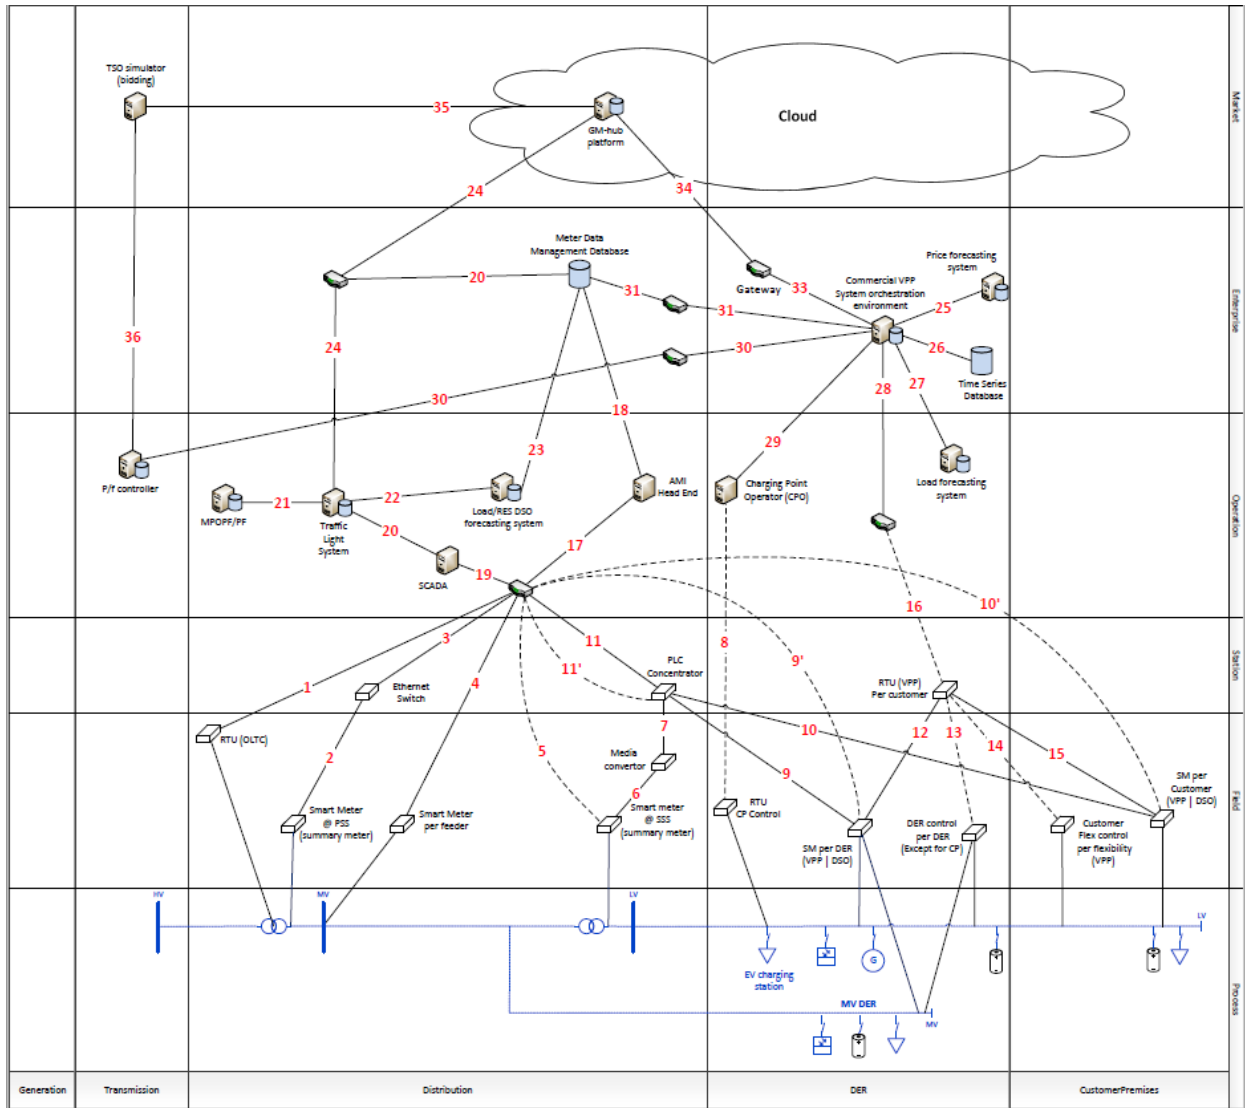 TSO simulator
(bidding)
35
GM-hub
platform
Cloud
Market
24
34
Meter Data
Management Database
20
31
31
Gateway
33
Commercial VPP
System orchestration
environment
Price forecasting
system
25
26
Time Series
Database
Enterprise
36
24
30
30
18
28
27
23
29
P/f controller
MPOPF/PF
21
Traffic
Light
System
22
Load/RES DSO
forecasting system
AMI
Head End
Charging Point
Operator (CPO)
Load forecasting
system
Operation
20
SCADA
19
17
16
10'
1
3
4
11
11'
9'
8
Ethernet
Switch
PLC
Concentrator
RTU (VPP)
Per customer
Station
RTU (OLTC)
2
5
7
Media
convertor
6
10
9
12
13
14
15
Smart Meter
@ PSS
(summary meter)
Smart Meter
per feeder
Smart meter
@ SSS
(summary meter)
RTU
CP Control
SM per DER
(VPP | DSO)
DER control
per DER
(Except for CP)
Customer
Flex control
per flexibility
(VPP)
SM per
Customer
(VPP | DSO)
Field
HV
MV
LV
LV
EV charging
station
G
MV DER
MV
Process
Generation
Transmission
Distribution
DER
CustomerPremises